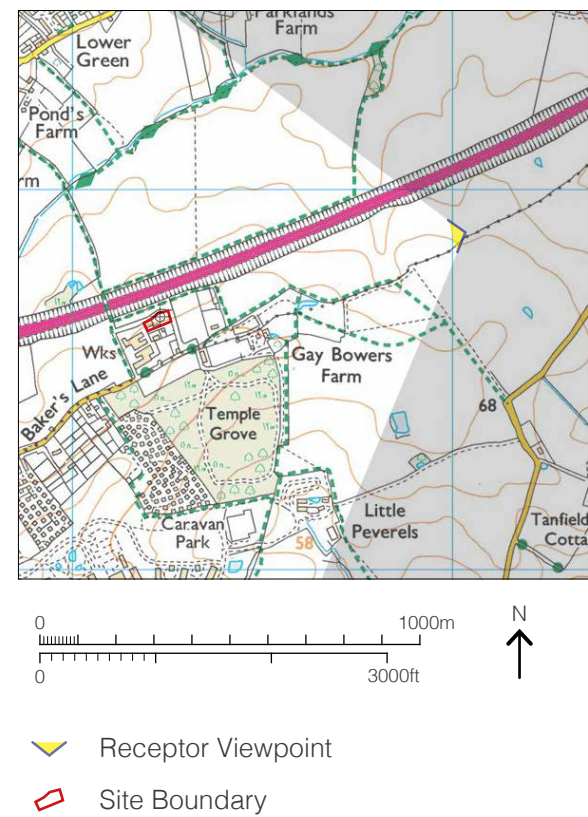 Parklands
Farm
Lower
Green
Pond's
Farm
rm
Wks
Baker's Lane
Gay Bowers
Farm
Temple
Grove
68
Little
Peverels
Caravan
Park
58
Tanfield
Cotta
0
1000m
0
3000ft
N
Receptor Viewpoint
Site Boundary